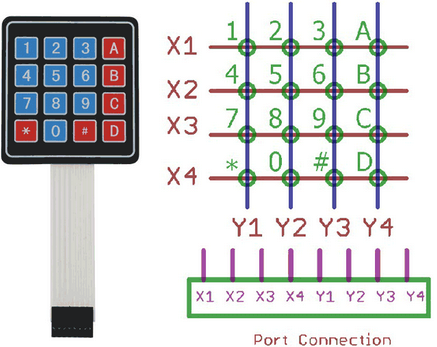 1 2 3 A
4 5 6 B
7 8 9 C
* 0 # D
1 2 3 A
X1
4 5 6 B
X2
7 8 9 C
X3
* 0 # D
X4
Y1 Y2 Y3 Y4
X1 X2 X3 X4 Y1 Y2 Y3 Y4
Port Connection